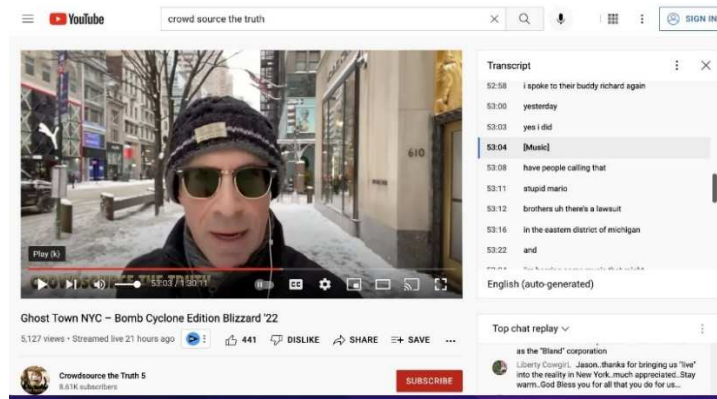 YouTube
crowd source the truth
SIGN IN
610
Play (k)
CROWDSOURCE THE TRUTH
53:03 / 1:30:11
CC
Transcript
52:58 i spoke to their buddy richard again
53:00 yesterday
53:03 yes i did
53:04 [Music]
53:08 have people calling that
53:11 stupid mario
53:12 brothers uh there's a lawsuit
53:16 in the eastern district of michigan
53:22 and
English (auto-generated)
Ghost Town NYC – Bomb Cyclone Edition Blizzard '22
5,127 views • Streamed live 21 hours ago
441
DISLIKE
SHARE
SAVE
Crowdsource the Truth 5
8.61K subscribers
SUBSCRIBE
Top chat replay
as the "Bland" corporation
Liberty CowgirL Jason..thanks for bringing us "live"
into the reality in New York..much appreciated..Stay
warm..God Bless you for all that you do for us...